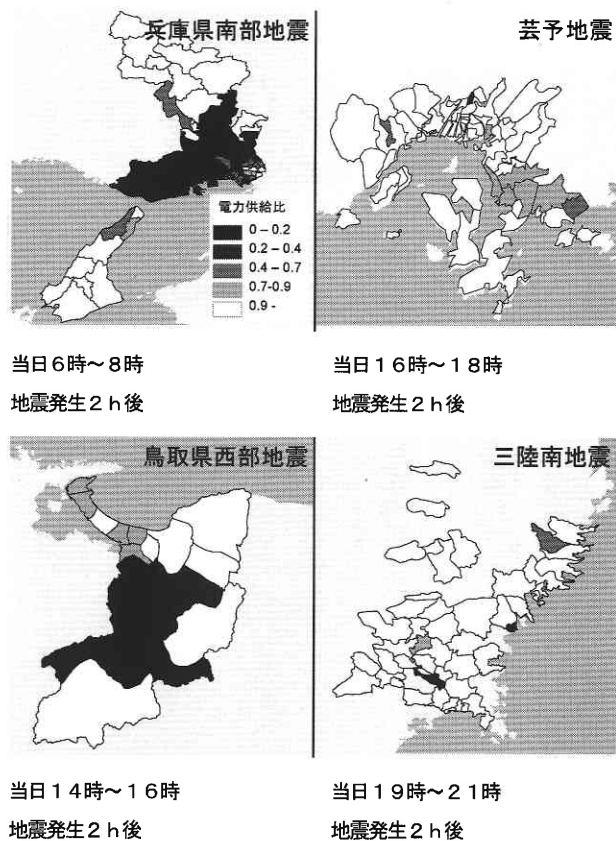 兵庫県南部地震
電力供給比
0－0.2
0.2－0.4
0.4－0.7
0.7-0.9
0.9 -
当日６時～８時
地震発生２ｈ後
芸予地震
当日１６時～１８時
地震発生２ｈ後
鳥取県西部地震
当日１４時～１６時
地震発生２ｈ後
三陸南地震
当日１９時～２１時
地震発生２ｈ後